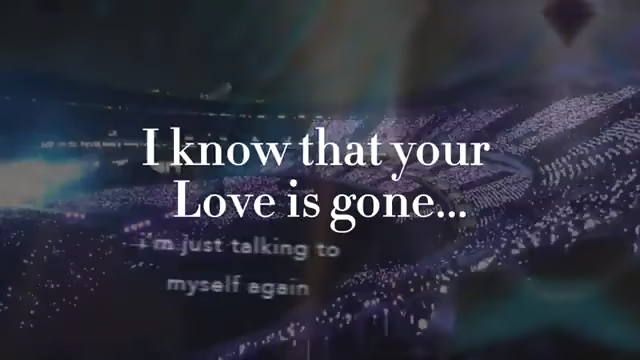 I know that your
Love is gone...
i'm just talking to
myself again